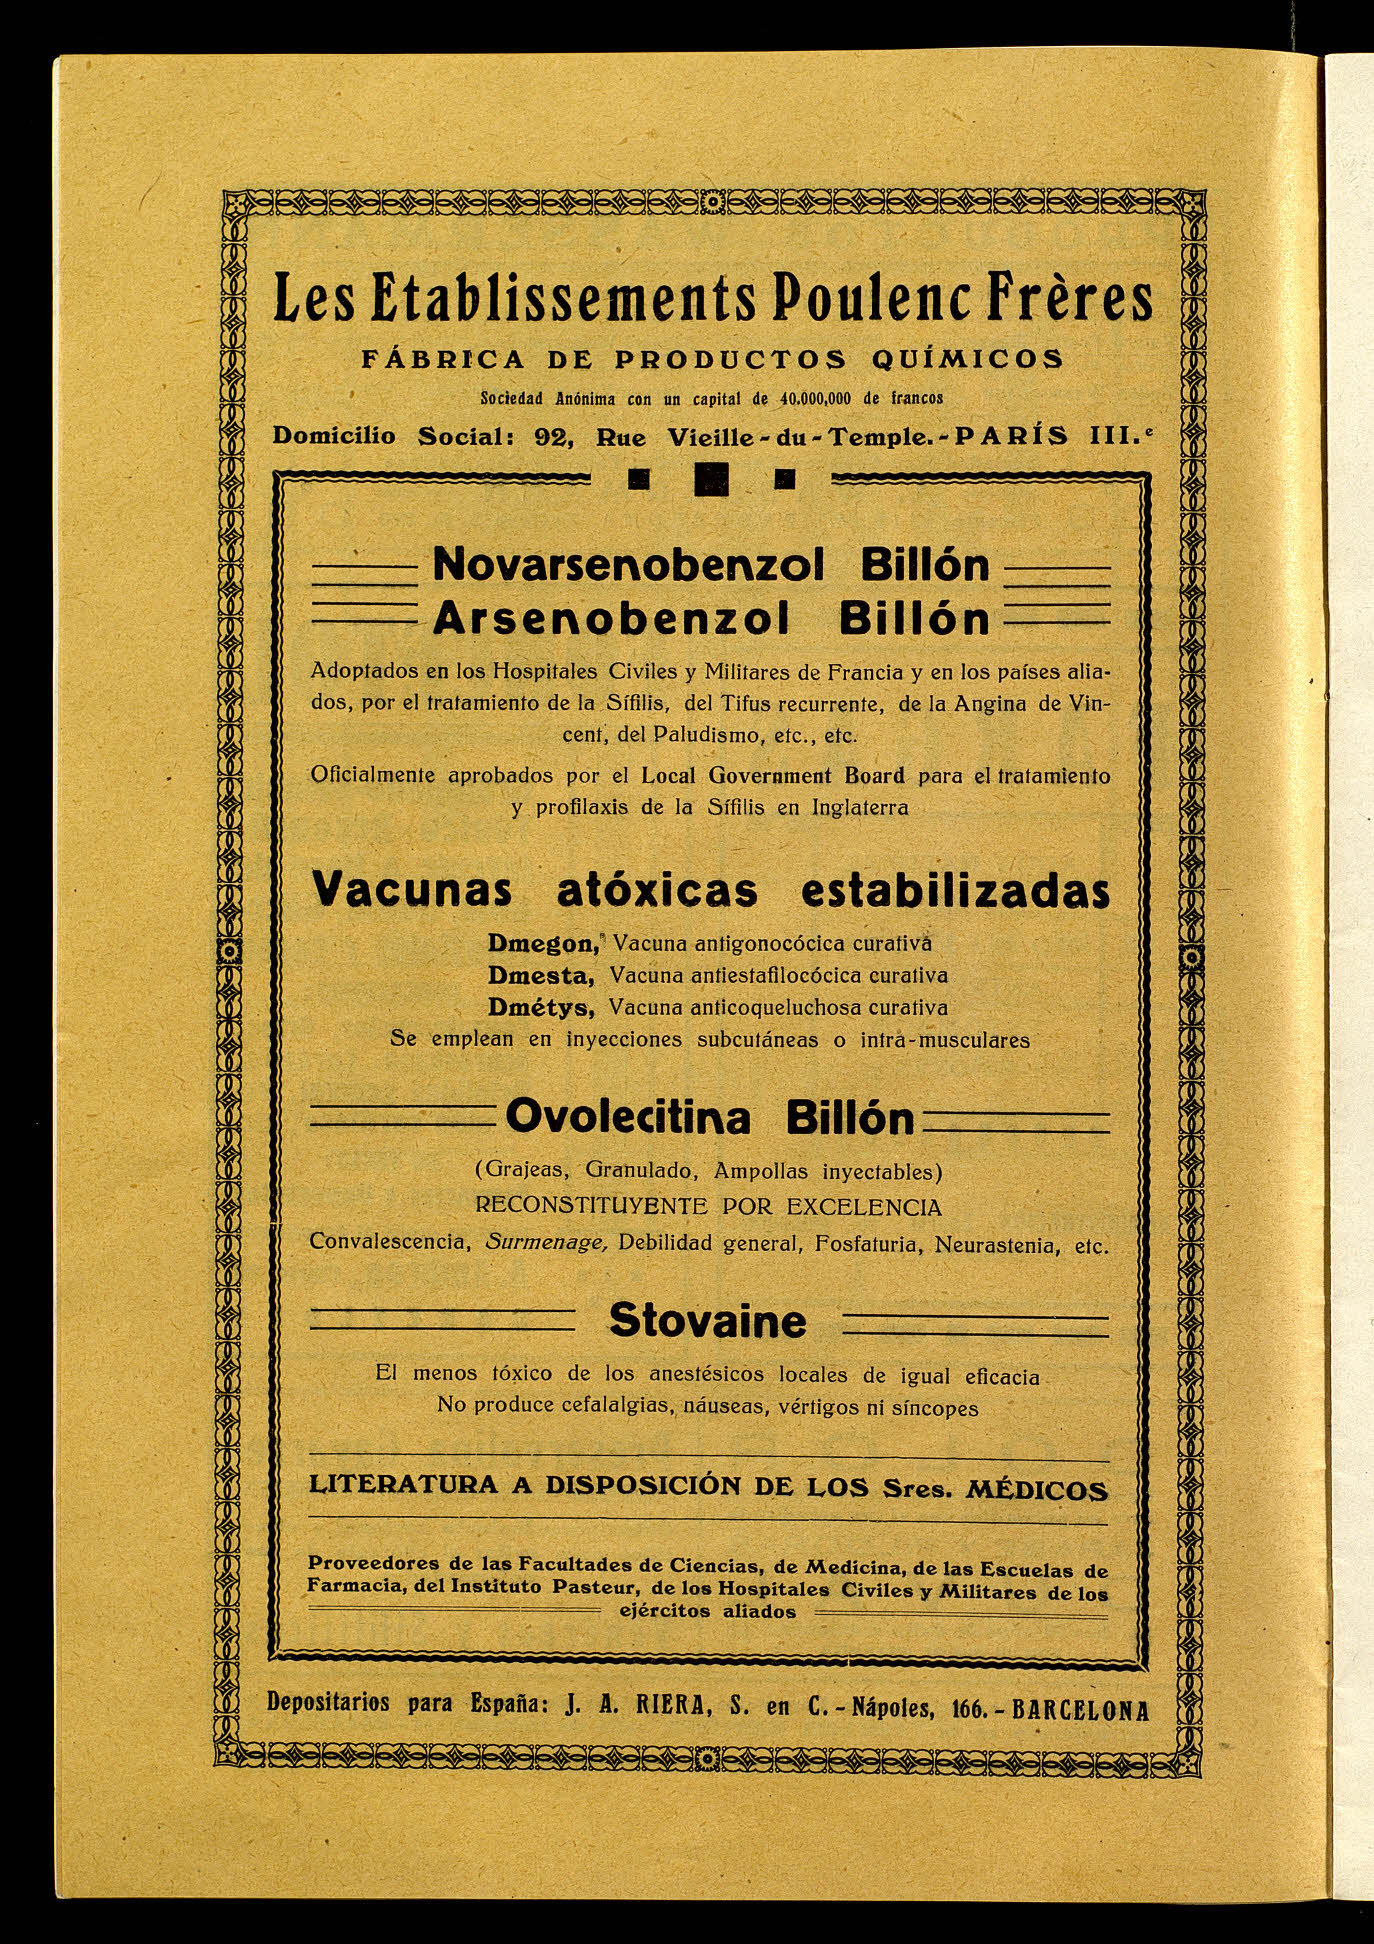 Les Etablissements Poulenc Frères
FÁBRICA DE PRODUCTOS QUÍMICOS
Sociedad Anónima con un capital de 40.000,000 de francos
Domicilio Social: 92, Rue Vieille-du-Temple.-PARÍS III.e
Novarsenobenzol Billón
Arsenobenzol Billón
Adoptados en los Hospitales Civiles y Militares de Francia y en los países alia-
dos, por el tratamiento de la Sífilis, del Tifus recurrente, de la Angina de Vin-
cent, del Paludismo, etc., etc.
Oficialmente aprobados por el Local Government Board para el tratamiento
y profilaxis de la Sífilis en Inglaterra
Vacunas atóxicas estabilizadas
Dmegon, Vacuna antigonocócica curativa
Dmesta, Vacuna antiestafilocócica curativa
Dmétys, Vacuna anticoqueluchosa curativa
Se emplean en inyecciones subcutáneas o intra-musculares
Ovolecitina Billón
(Grajeas, Granulado, Ampollas inyectables)
RECONSTITUYENTE POR EXCELENCIA
Convalescencia, Surmenage, Debilidad general, Fosfaturia, Neurastenia, etc.
Stovaine
El menos tóxico de los anestésicos locales de igual eficacia
No produce cefalalgias, náuseas, vértigos ni síncopes
LITERATURA A DISPOSICIÓN DE LOS Sres. MÉDICOS
Proveedores de las Facultades de Ciencias, de Medicina, de las Escuelas de
Farmacia, del Instituto Pasteur, de los Hospitales Civiles y Militares de los
ejércitos aliados
Depositarios para España: J. A. RIERA, S. en C. - Nápoles, 166. - BARCELONA